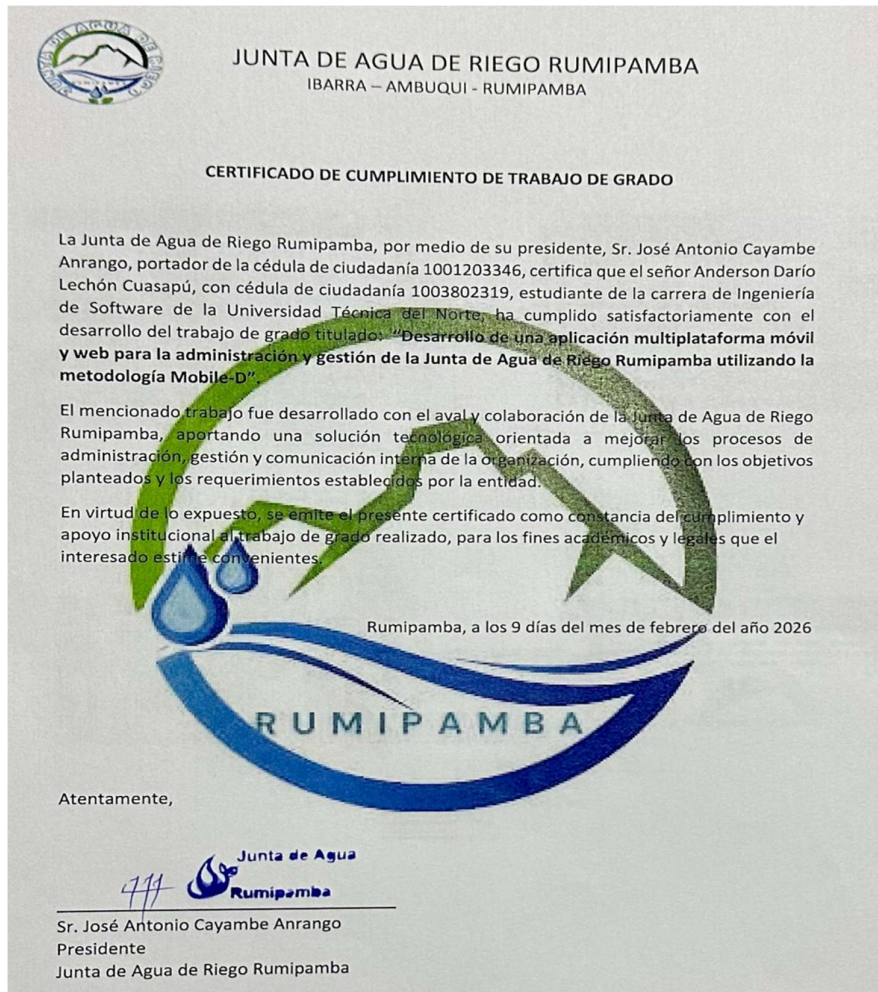 JUNTA DE AGUA DE RIEGO
JUNTA DE AGUA DE RIEGO RUMIPAMBA
IBARRA – AMBUQUI - RUMIPAMBA
CERTIFICADO DE CUMPLIMIENTO DE TRABAJO DE GRADO
La Junta de Agua de Riego Rumipamba, por medio de su presidente, Sr. José Antonio Cayambe
Anrango, portador de la cédula de ciudadanía 1001203346, certifica que el señor Anderson Darío
Lechón Cuasapú, con cédula de ciudadanía 1003802319, estudiante de la carrera de Ingeniería
de Software de la Universidad Técnica del Norte, ha cumplido satisfactoriamente con el
desarrollo del trabajo de grado titulado: “Desarrollo de una aplicación multiplataforma móvil
y web para la administración y gestión de la Junta de Agua de Riego Rumipamba utilizando la
metodología Mobile-D”.
El mencionado trabajo fue desarrollado con el aval y colaboración de la Junta de Agua de Riego
Rumipamba, aportando una solución tecnológica orientada a mejorar los procesos de
administración, gestión y comunicación interna de la organización, cumpliendo con los objetivos
planteados y los requerimientos establecidos por la entidad.
En virtud de lo expuesto, se emite el presente certificado como constancia del cumplimiento y
apoyo institucional al trabajo de grado realizado, para los fines académicos y legales que el
interesado estime convenientes.
Rumipamba, a los 9 días del mes de febrero del año 2026
RUMIPAMBA
Atentamente,
Junta de Agua
Rumipamba
Sr. José Antonio Cayambe Anrango
Presidente
Junta de Agua de Riego Rumipamba